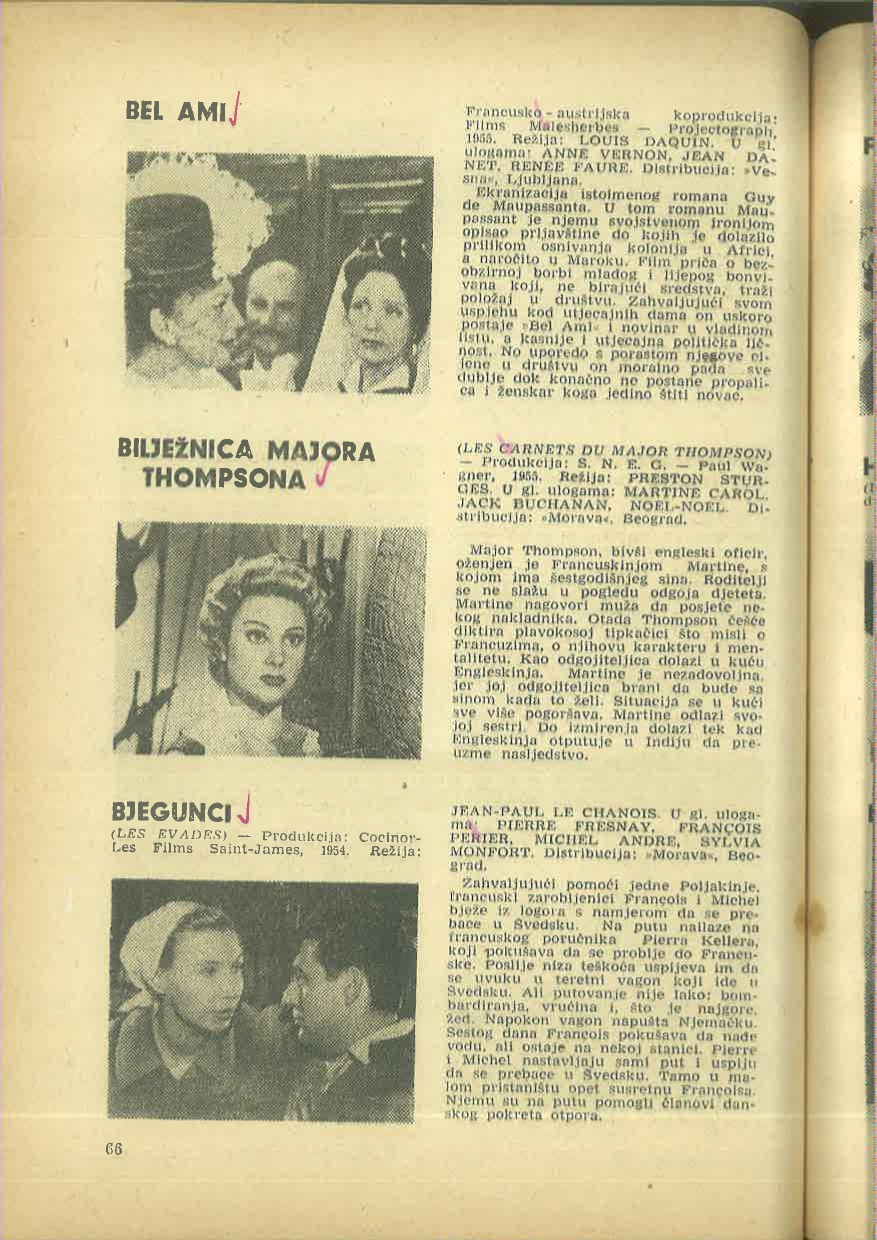 BEL AMI
Francusko - austrijska koprodukcija:
Films Malesherbes — Projectograph,
1955. Režija: LOUIS DAQUIN. U gl.
ulogama: ANNE VERNON, JEAN DA-
NET, RENEE FAURE. Distribucija: »Ve-
sna«, Ljubljana.
Ekranizacija istoimenog romana Guy
de Maupassanta. U tom romanu Mau-
passant je njemu svojstvenom ironijom
opisao prljavštine do kojih je dolazilo
prilikom osnivanja kolonija u Africi,
a naročito u Maroku. Film priča o bez-
obzirnoj borbi mladog i lijepog bonvi-
vana koji, ne birajući sredstva, traži
položaj u društvu. Zahvaljujući svom
uspjehu kod utjecajnih dama on uskoro
postaje »Bel Ami« i novinar u vladinom
listu, a kasnije i utjecajna politička lič-
nost. No uporedo s porastom njegove ci-
jene u društvu on moralno pada sve
dublje dok konačno ne postane propali-
ca i ženskar koga jedino štiti novac.
BILJEŽNICA MAJORA
THOMPSONA
(LES CARNETS DU MAJOR THOMPSON)
— Produkcija: S. N. E. G. — Paul Wa-
gner, 1955. Režija: PRESTON STUR-
GES. U gl. ulogama: MARTINE CAROL,
JACK BUCHANAN, NOEL-NOEL. Di-
stribucija: »Morava«, Beograd.
Major Thompson, bivši engleski oficir,
oženjen je Francuskinjom Martine, s
kojom ima šestgodišnjeg sina. Roditelji
se ne slažu u pogledu odgoja djeteta.
Martine nagovori muža da posjete ne-
kog nakladnika. Otada Thompson češće
diktira plavokosoj tipkačici što misli o
Francuzima, o njihovu karakteru i men-
talitetu. Kao odgojiteljica dolazi u kuću
Engleskinja. Martine je nezadovoljna,
jer joj odgojiteljica brani da bude sa
sinom kada to želi. Situacija se u kući
sve više pogoršava, Martine odlazi svo-
joj sestri. Do izmirenja dolazi tek kad
Engleskinja otputuje u Indiju da pre-
uzme nasljedstvo.
BJEGUNCI
(LES EVADES) — Produkcija: Cocinor-
Les Films Saint-James, 1954. Režija:
JEAN-PAUL LE CHANOIS. U gl. uloga-
ma: PIERRE FRESNAY, FRANÇOIS
PERIER, MICHEL ANDRE, SYLVIA
MONFORT. Distribucija: »Morava«, Beo-
grad.
Zahvaljujući pomoći jedne Poljakinje,
francuski zarobljenici François i Michel
bježe iz logora s namjerom da se pre-
bace u Švedsku. Na putu nailaze na
francuskog poručnika Pierra Kellera,
koji pokušava da se probije do Francu-
ske. Poslije niza teškoća uspijeva im da
se uvuku u teretni vagon koji ide u
Švedsku. Ali putovanje nije lako: bom-
bardiranja, vrućina i, što je najgore,
žeđ. Napokon vagon napušta Njemačku.
Šestog dana François pokušava da nađe
vodu, ali ostaje na nekoj stanici. Pierre
i Michel nastavljaju sami put i uspiju
da se prebace u Švedsku. Tamo u ma-
lom pristaništu opet susretnu Françoisa.
Njemu su na putu pomogli članovi dan-
skog pokreta otpora.
66